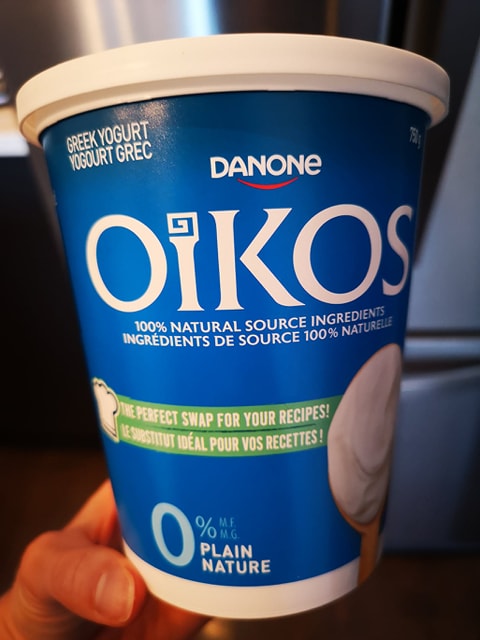 GREEK YOGURT
YOGOURT GREC
750 g
DANONE
OIKOS
100% NATURAL SOURCE INGREDIENTS
INGRÉDIENTS DE SOURCE 100% NATURELLE
THE PERFECT SWAP FOR YOUR RECIPES!
LE SUBSTITUT IDÉAL POUR VOS RECETTES!
0% M.F.
M.G.
PLAIN
NATURE